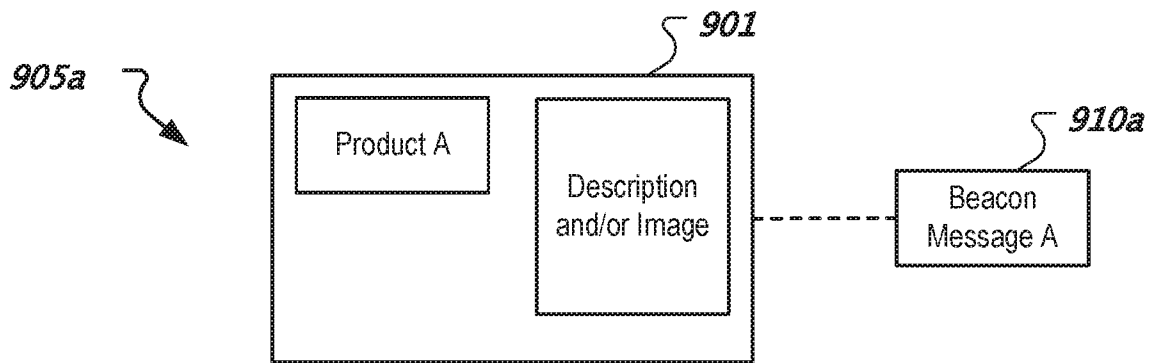 901
905a
910a
Product A
Description
and/or Image
Beacon
Message A